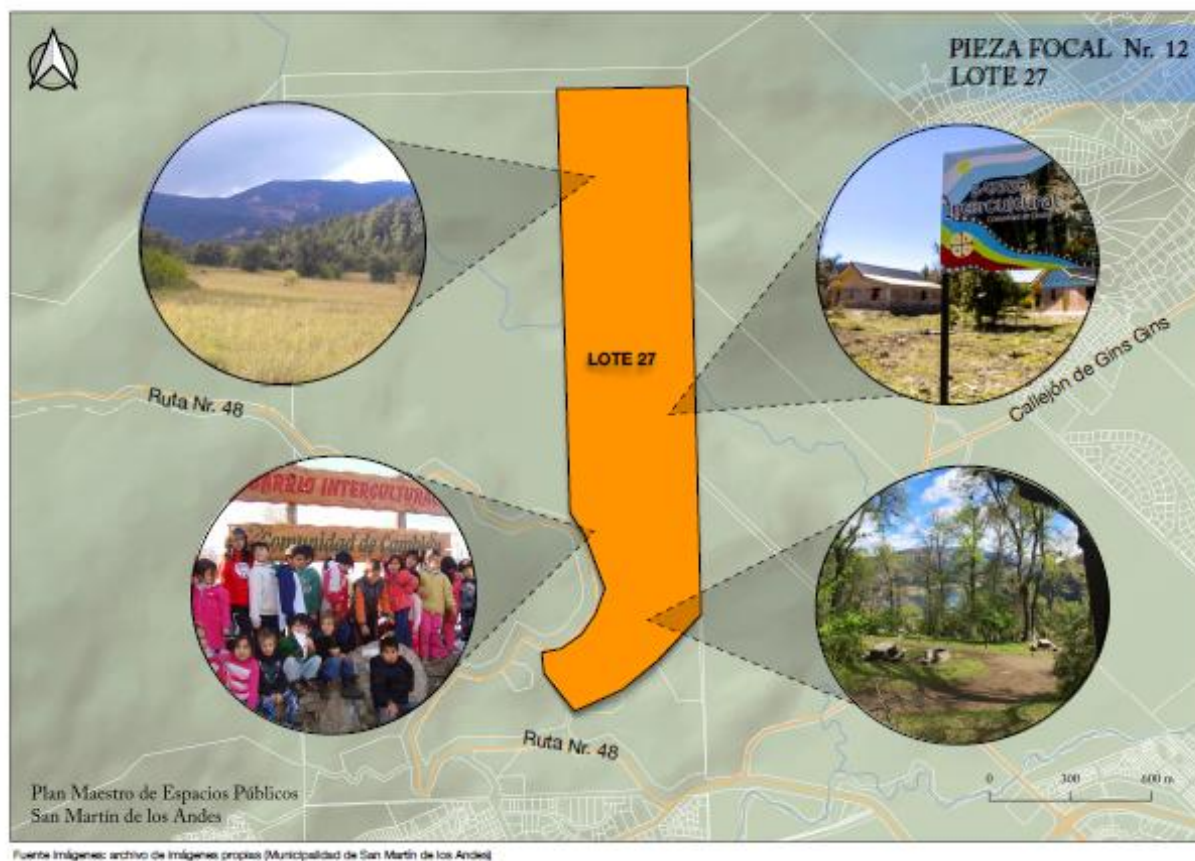 PIEZA FOCAL Nr. 12
LOTE 27
LOTE 27
Ruta Nr. 48
Callejón de Gins Gins
BARRIO INTERCULTURAL
Comunidad de Cambio
Ruta Nr. 48
0 300 600 m.
Plan Maestro de Espacios Públicos
San Martín de los Andes
Fuente Imágenes: archivo de imágenes propias (Municipalidad de San Martín de los Andes)